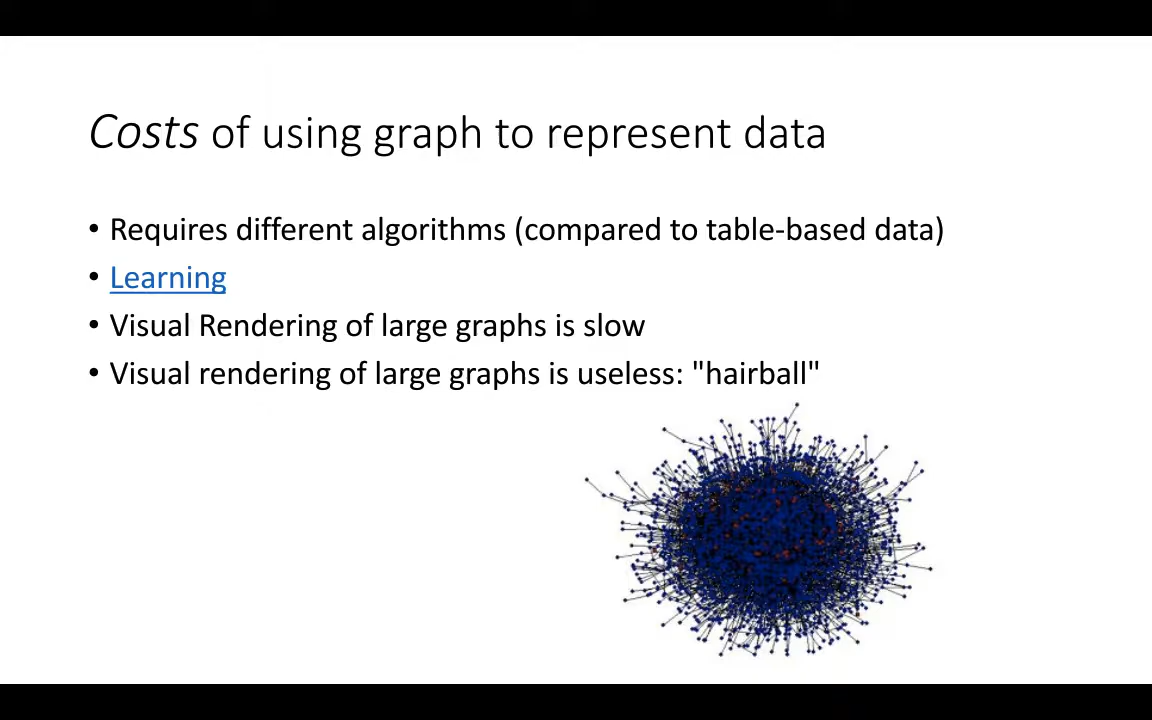 Costs of using graph to represent data
• Requires different algorithms (compared to table-based data)
• Learning
• Visual Rendering of large graphs is slow
• Visual rendering of large graphs is useless: "hairball"